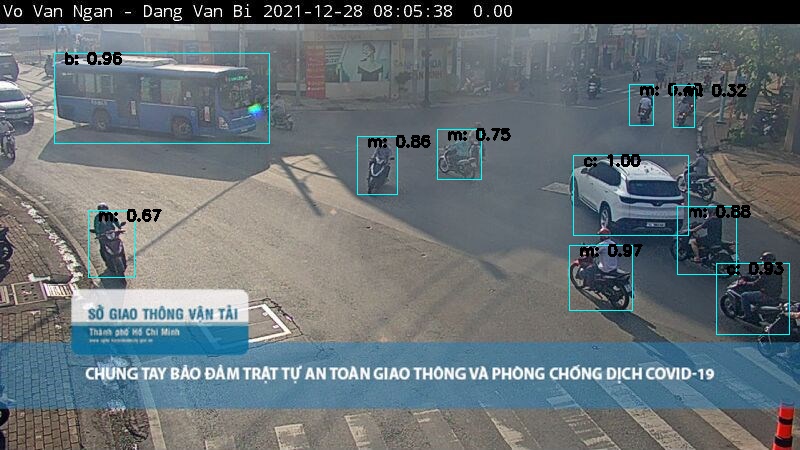 Vo Van Ngan - Dang Van Bi 2021-12-28 08:05:38 0.00
b: 0.96
m: 0.32
m: 0.86
m: 0.75
c: 1.00
m: 0.67
m: 0.88
m: 0.97
0.93
SỞ GIAO THÔNG VẬN TẢI
Thành phố Hồ Chí Minh
CHUNG TAY BẢO ĐẢM TRẬT TỰ AN TOÀN GIAO THÔNG VÀ PHÒNG CHỐNG DỊCH COVID-19